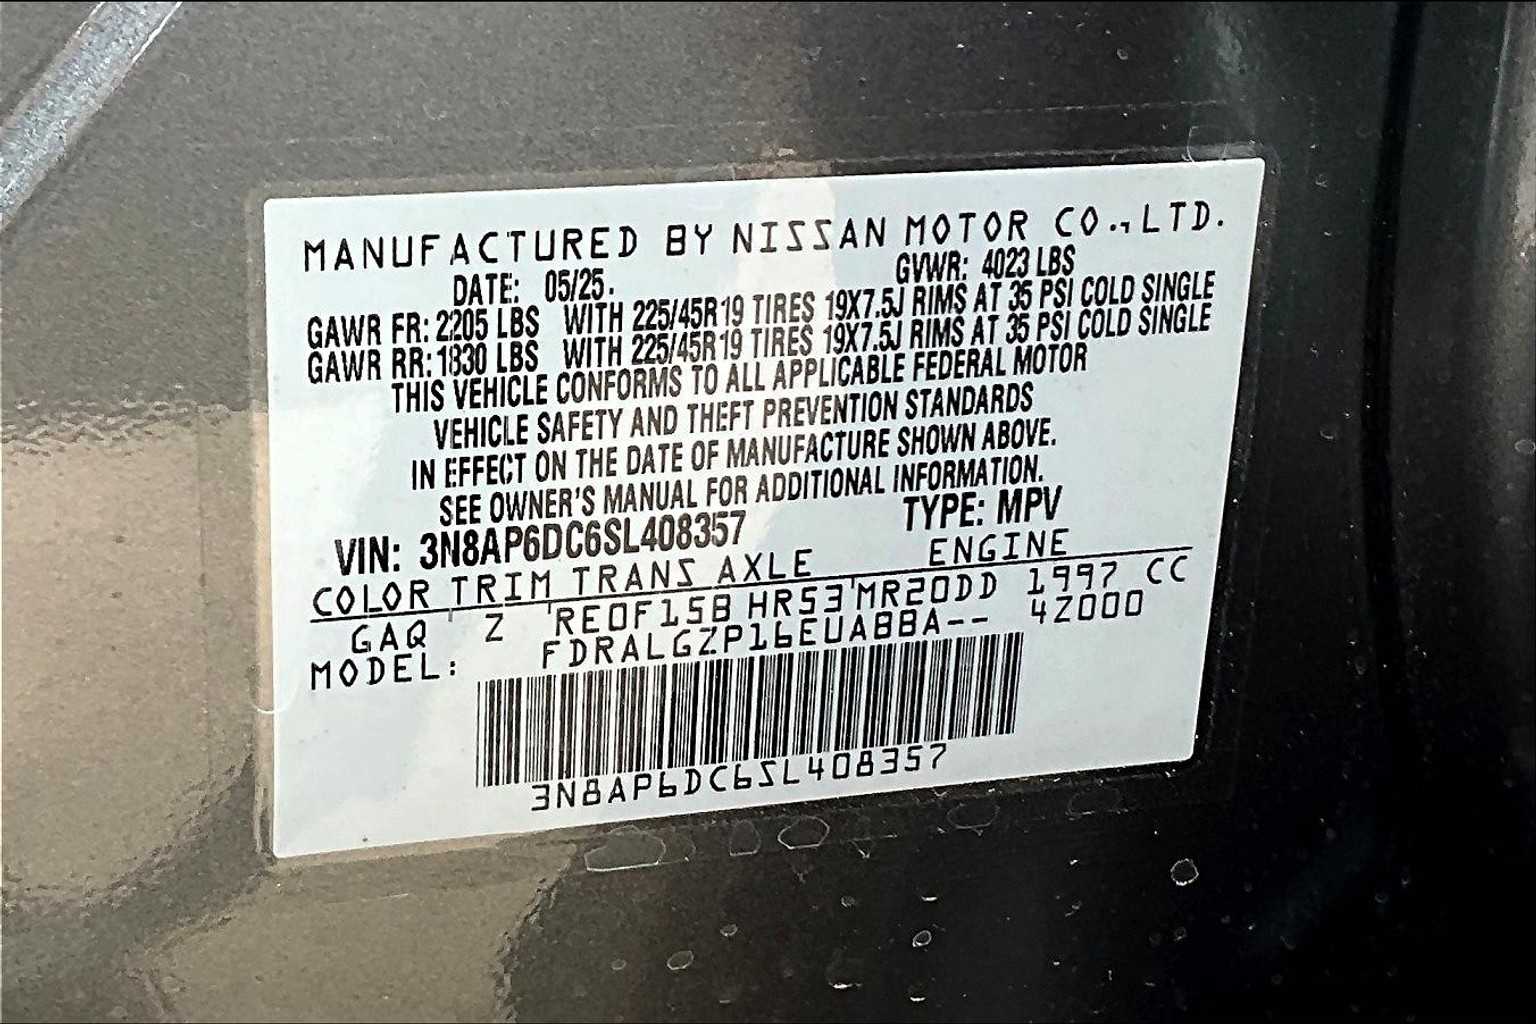 MANUFACTURED BY NISSAN MOTOR CO., LTD.
DATE: 05/25. GVWR: 4023 LBS
GAWR FR: 2205 LBS WITH 225/45R19 TIRES 19X7.5J RIMS AT 35 PSI COLD SINGLE
GAWR RR: 1830 LBS WITH 225/45R19 TIRES 19X7.5J RIMS AT 35 PSI COLD SINGLE
THIS VEHICLE CONFORMS TO ALL APPLICABLE FEDERAL MOTOR
VEHICLE SAFETY AND THEFT PREVENTION STANDARDS
IN EFFECT ON THE DATE OF MANUFACTURE SHOWN ABOVE.
SEE OWNER'S MANUAL FOR ADDITIONAL INFORMATION.
VIN: 3N8AP6DC6SL408357 TYPE: MPV
COLOR TRIM TRANS AXLE ENGINE
GAQ Z RE0F15B HR53 MR20DD 1997 CC
MODEL: FDRALGZP16EUABBA-- 4Z000
3N8AP6DC6SL408357